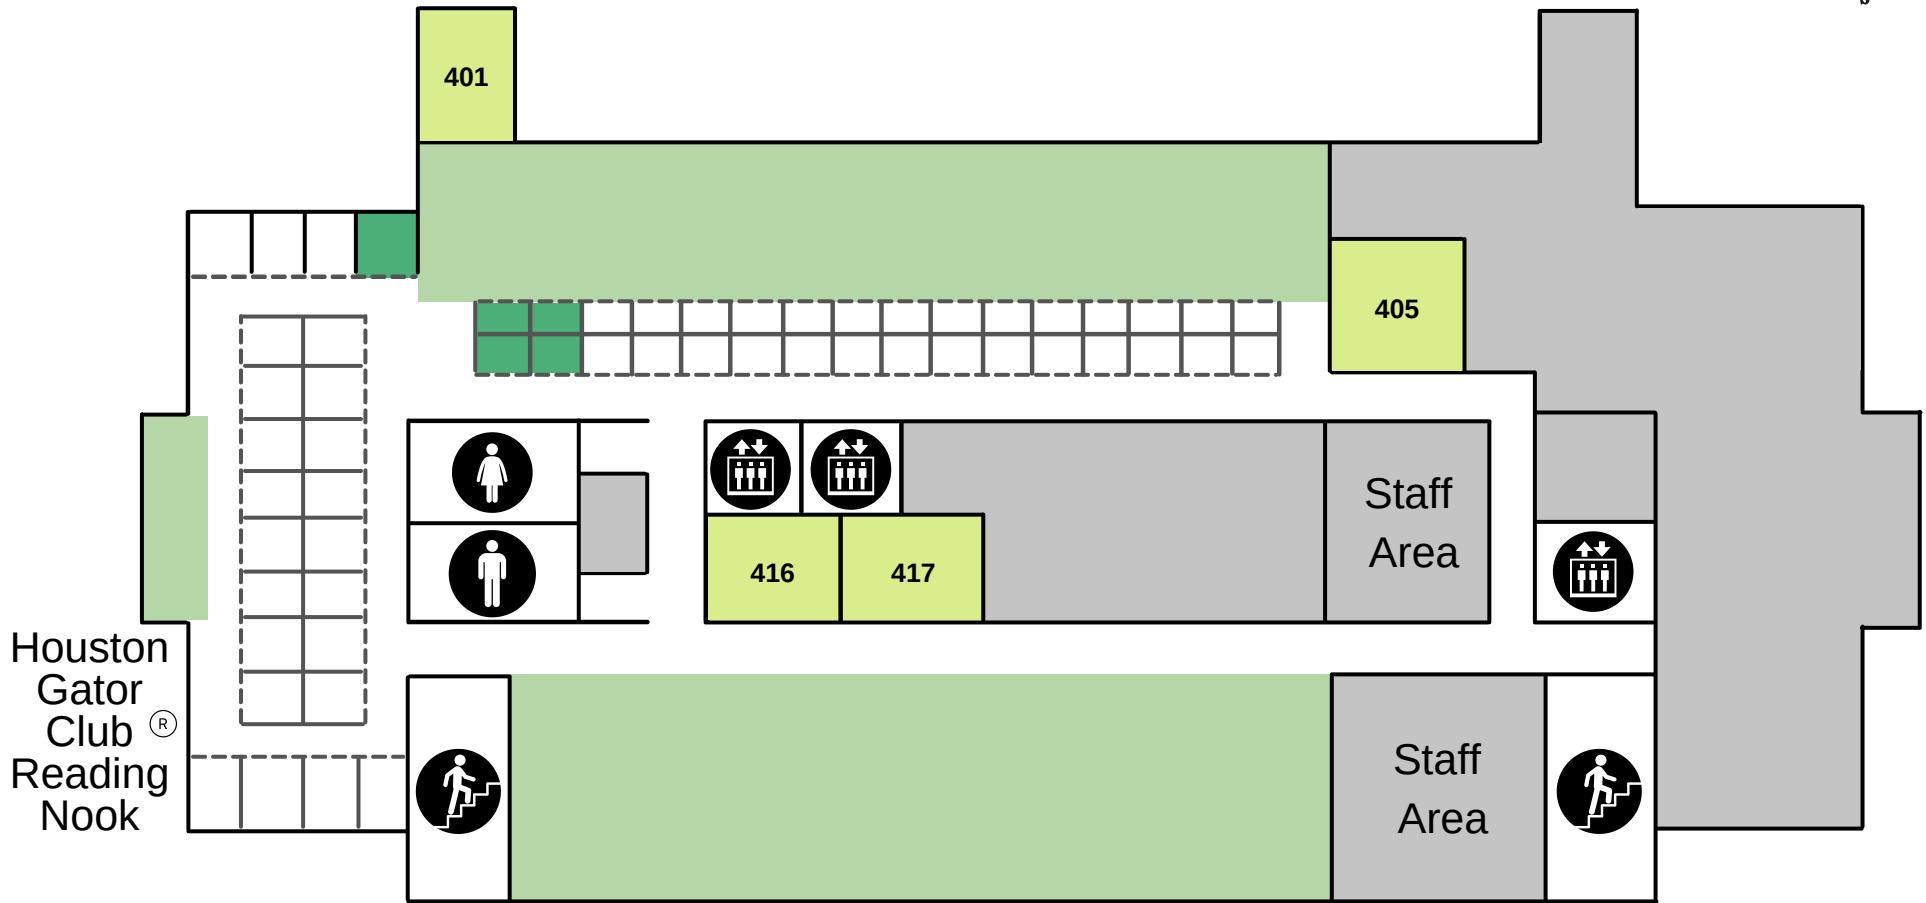 401
405
Staff
Area
416
417
Houston
Gator
Club ®
Reading
Nook
Staff
Area